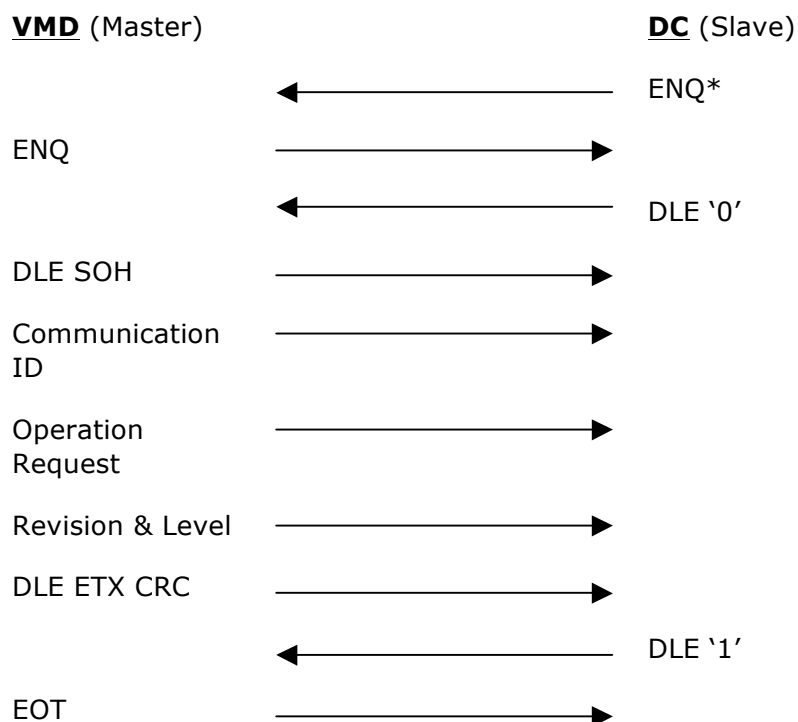 VMD (Master) DC (Slave)
ENQ*
ENQ
DLE ‘0’
DLE SOH
Communication
ID
Operation
Request
Revision & Level
DLE ETX CRC
DLE ‘1’
EOT